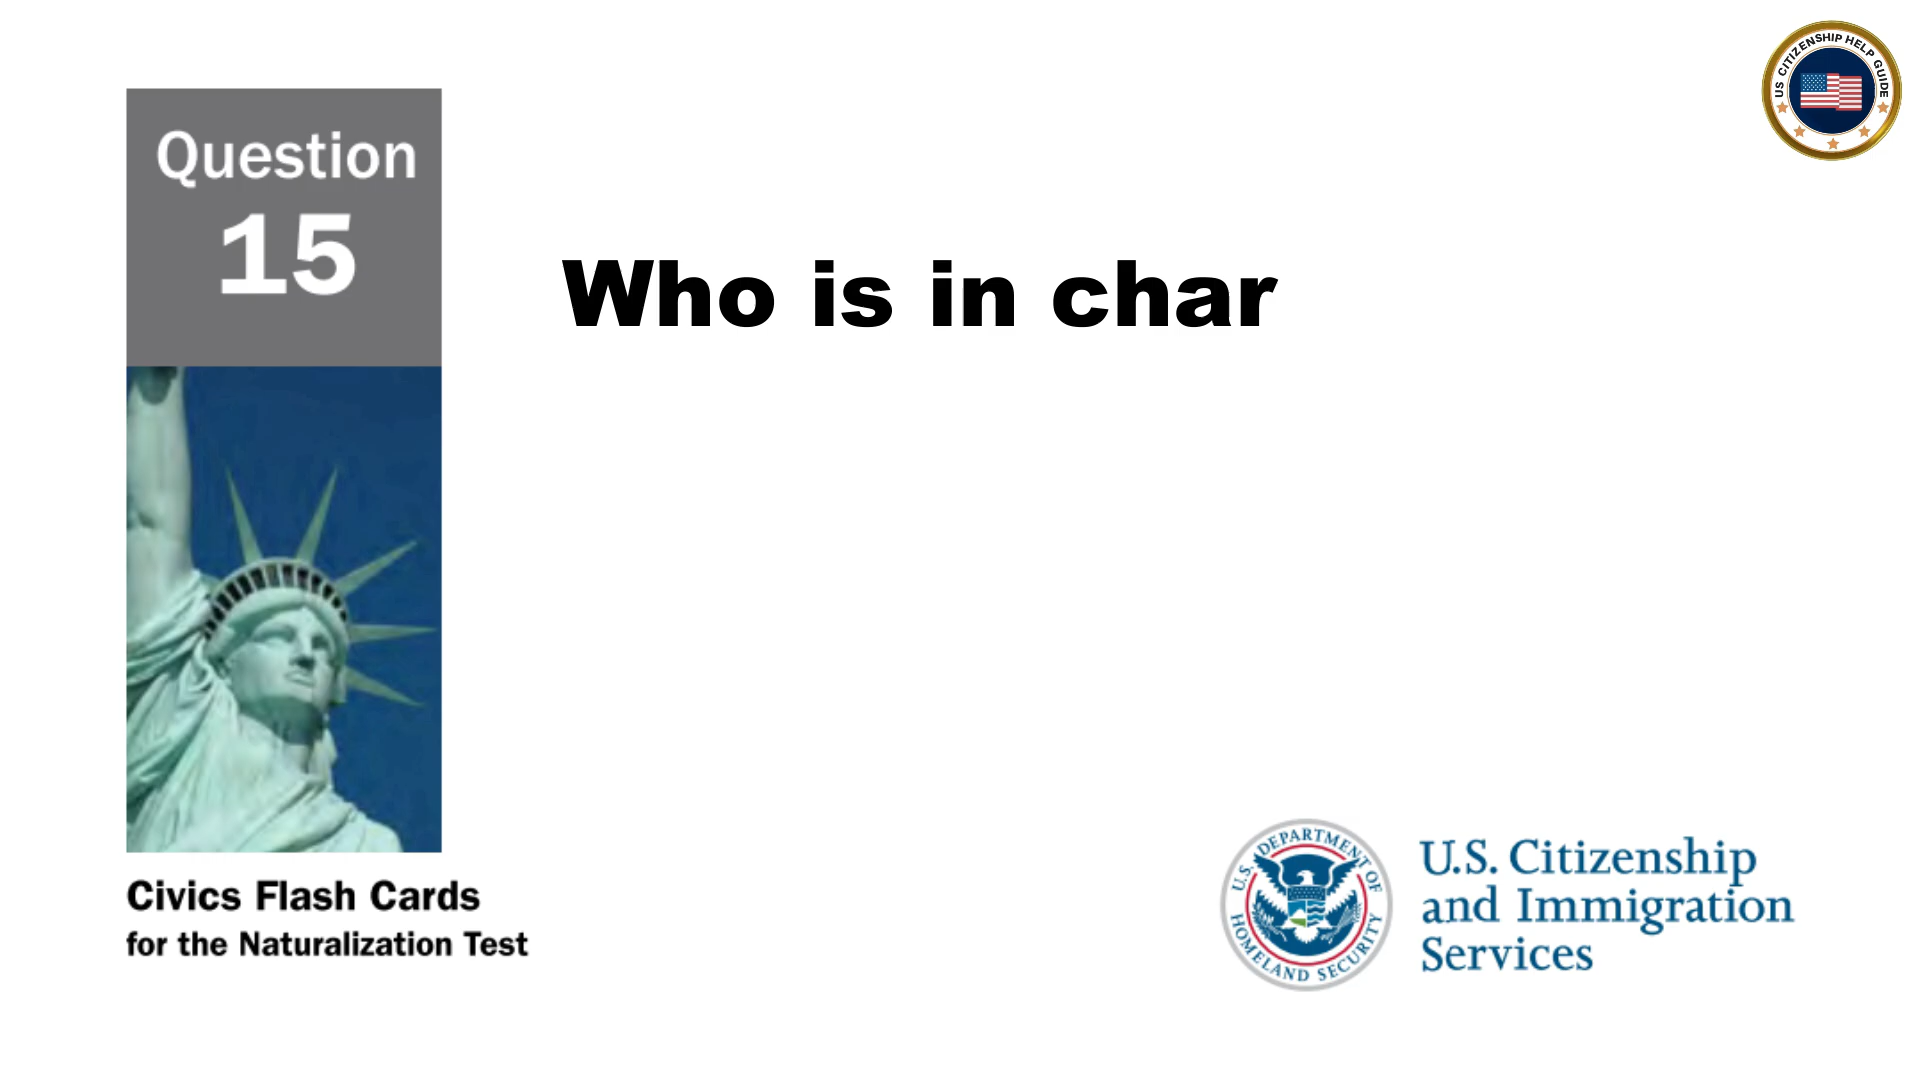 US CITIZENSHIP HELP GUIDE
Question
15
Who is in char
Civics Flash Cards
for the Naturalization Test
U.S. DEPARTMENT OF
HOMELAND SECURITY
U.S. Citizenship
and Immigration
Services